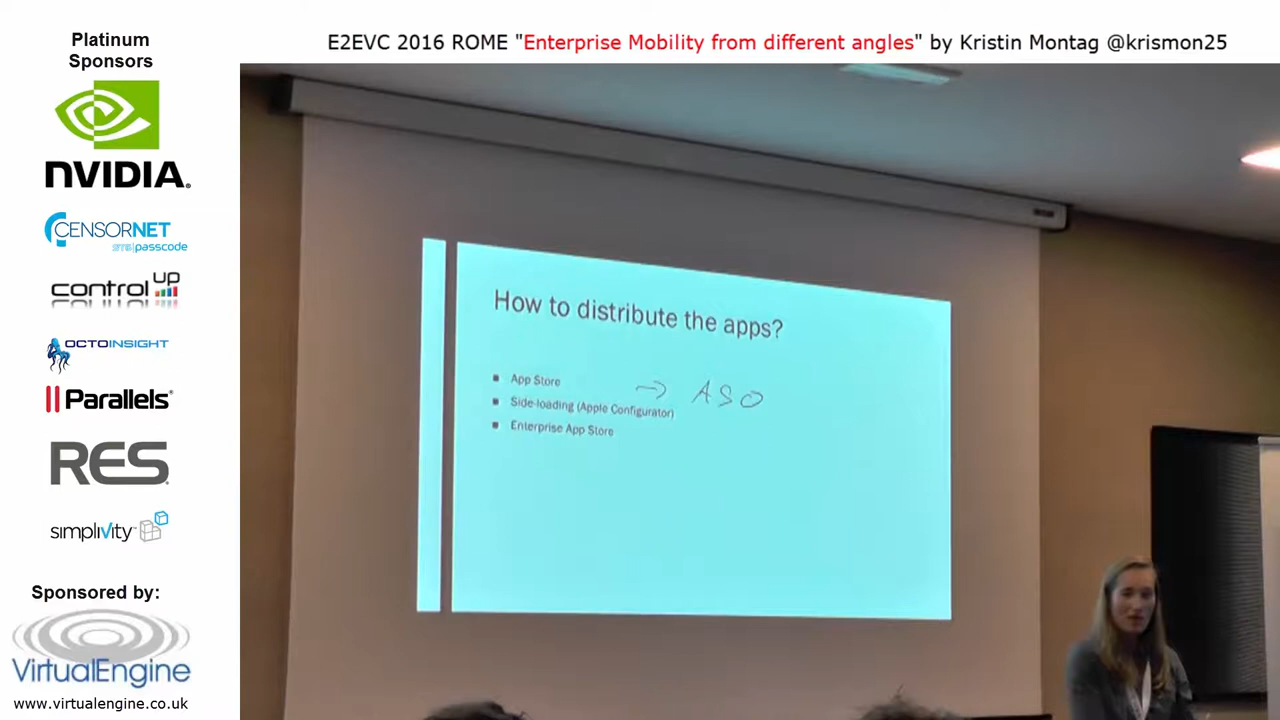 Platinum
Sponsors
E2EVC 2016 ROME "Enterprise Mobility from different angles" by Kristin Montag @krismon25
NVIDIA.
CENSORNET
SMS|passcode
control up
OCTOINSIGHT
Parallels
RES
simplivity
Sponsored by:
VirtualEngine
www.virtualengine.co.uk
How to distribute the apps?
App Store
→ ASO
Side-loading (Apple Configurator)
Enterprise App Store